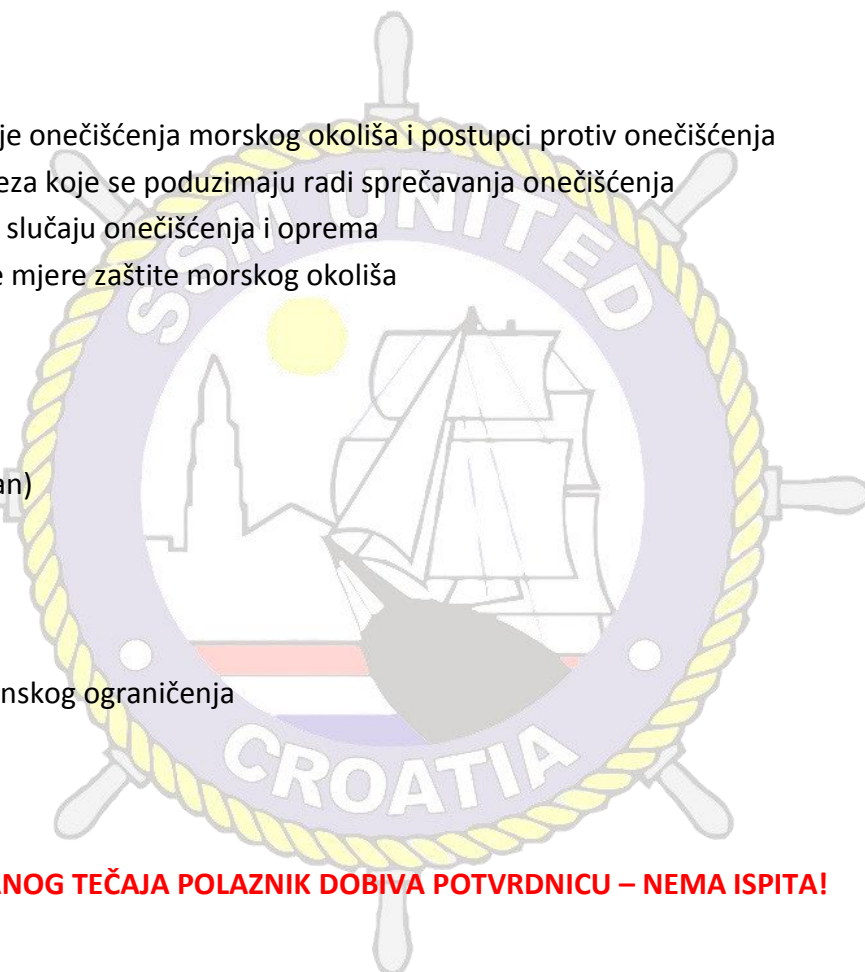 je onečišćenja morskog okoliša i postupci protiv onečišćenja
eza koje se poduzimaju radi sprečavanja onečišćenja
slučaju onečišćenja i oprema
e mjere zaštite morskog okoliša
SSM UNITED
an)
nskog ograničenja
CROATIA
ANOG TEČAJA POLAZNIK DOBIVA POTVRDNICU – NEMA ISPITA!